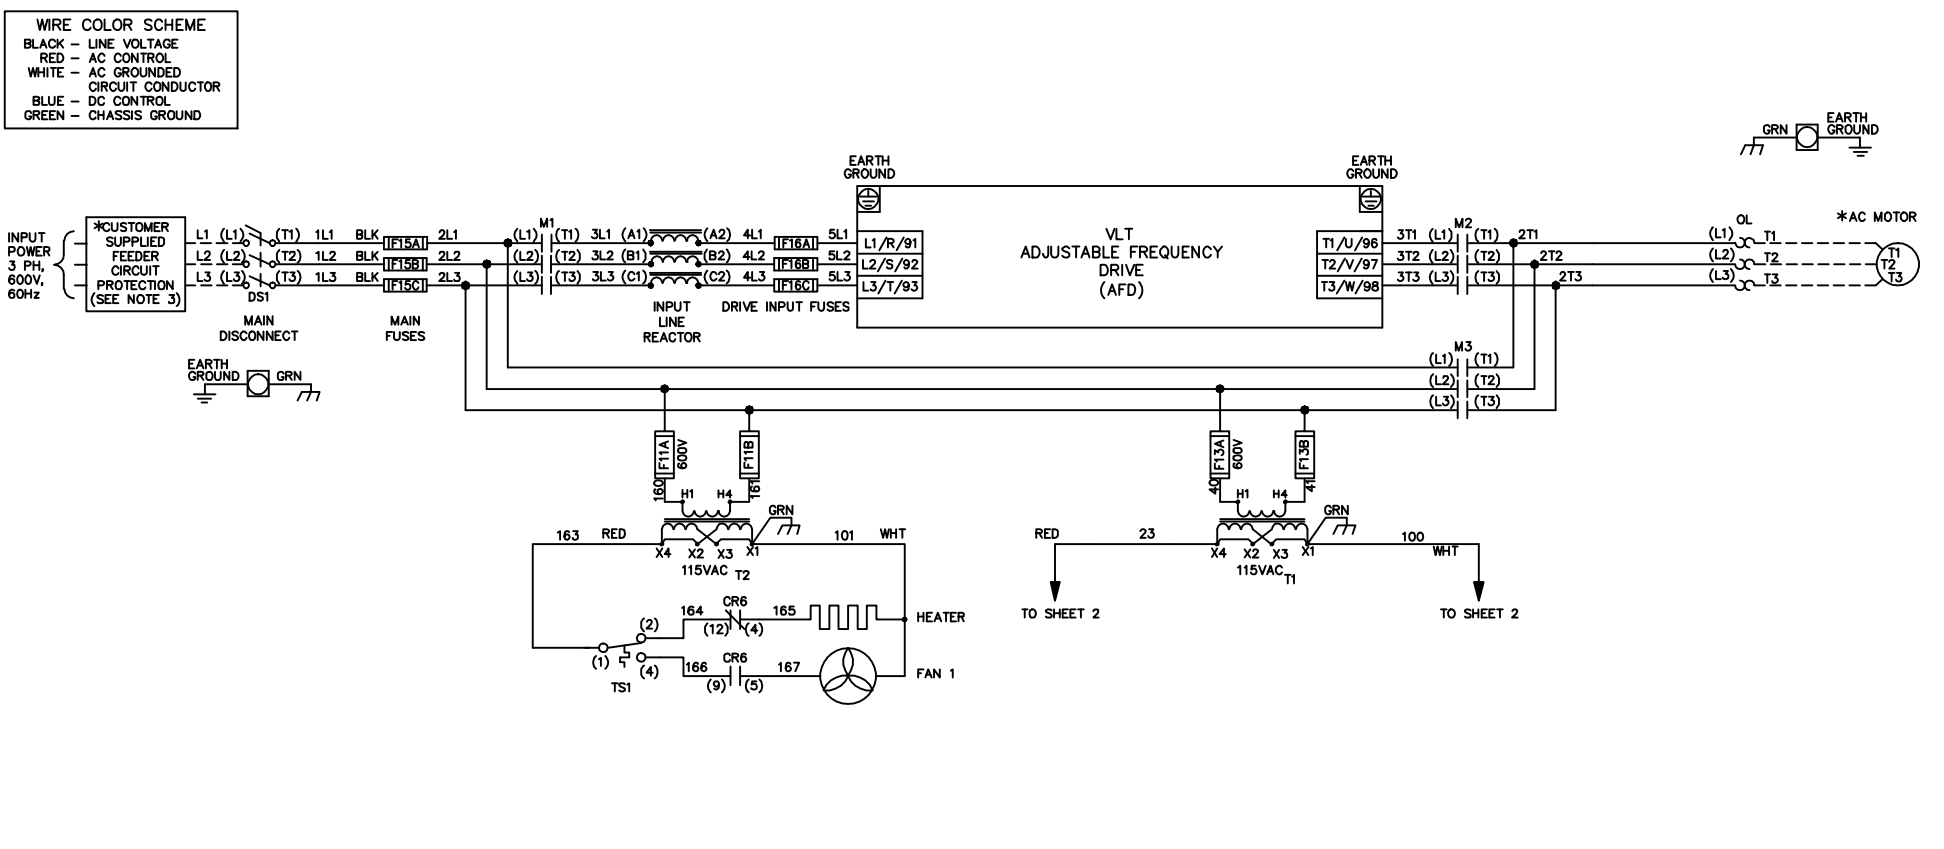 WIRE COLOR SCHEME
BLACK – LINE VOLTAGE
RED – AC CONTROL
WHITE – AC GROUNDED
CIRCUIT CONDUCTOR
BLUE – DC CONTROL
GREEN – CHASSIS GROUND
GRN
EARTH
GROUND
EARTH
GROUND
EARTH
GROUND
INPUT
POWER
3 PH,
600V,
60Hz
*CUSTOMER
SUPPLIED
FEEDER
CIRCUIT
PROTECTION
(SEE NOTE 3)
L1 (L1) (T1) 1L1 BLK F15A 2L1 (L1) M1 (T1) 3L1 (A1) (A2) 4L1 F16A 5L1 L1/R/91
L2 (L2) (T2) 1L2 BLK F15B 2L2 (L2) (T2) 3L2 (B1) (B2) 4L2 F16B 5L2 L2/S/92
L3 (L3) (T3) 1L3 BLK F15C 2L3 (L3) (T3) 3L3 (C1) (C2) 4L3 F16C 5L3 L3/T/93
DS1
MAIN
DISCONNECT
MAIN
FUSES
INPUT
LINE
REACTOR
DRIVE INPUT FUSES
VLT
ADJUSTABLE FREQUENCY
DRIVE
(AFD)
T1/U/96 3T1 (L1) M2 (T1) 2T1 (L1) OL T1
T2/V/97 3T2 (L2) (T2) 2T2 (L2) T2
T3/W/98 3T3 (L3) (T3) 2T3 (L3) T3
*AC MOTOR
T1
T2
T3
EARTH
GROUND
GRN
M3
(L1) (T1)
(L2) (T2)
(L3) (T3)
F11A
600V
F11B
160
161
H1 H4
GRN
163 RED
X4 X2 X3 X1
101 WHT
115VAC T2
F13A
600V
F13B
40
41
H1 H4
GRN
RED 23
X4 X2 X3 X1
100
WHT
115VAC T1
TO SHEET 2
TO SHEET 2
164 CR6 165
(12) (4)
HEATER
(2)
(1)
(4)
TS1
166 CR6 167
(9) (5)
FAN 1